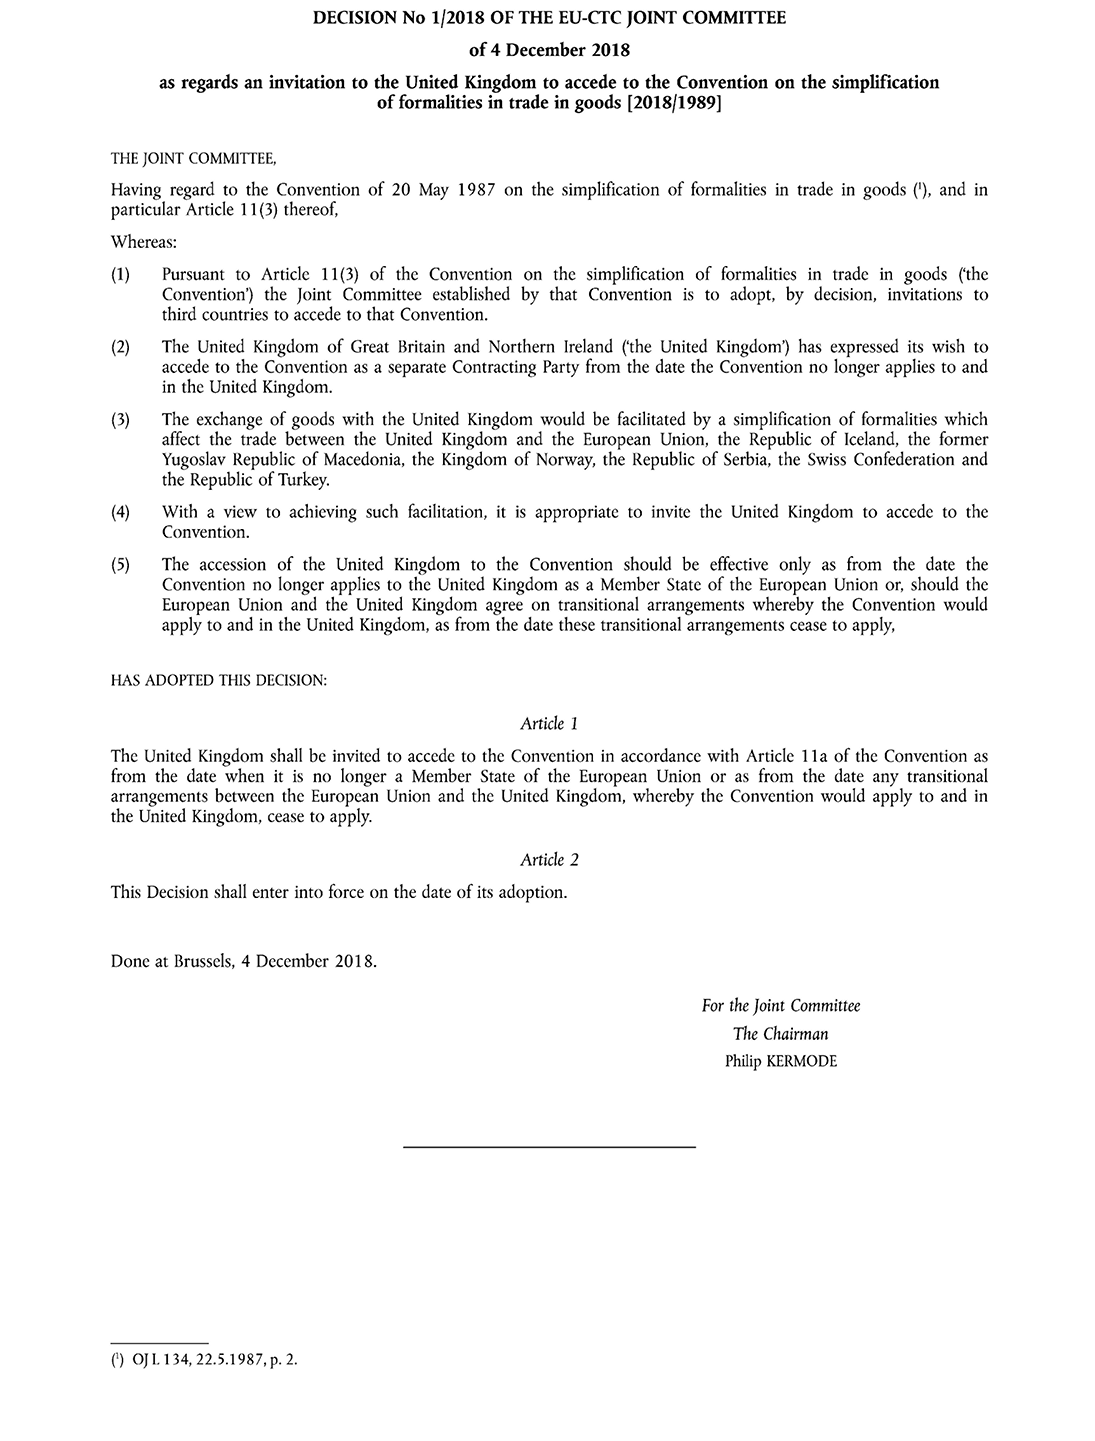 DECISION No 1/2018 OF THE EU-CTC JOINT COMMITTEE
of 4 December 2018
as regards an invitation to the United Kingdom to accede to the Convention on the simplification
of formalities in trade in goods [2018/1989]
THE JOINT COMMITTEE,
Having regard to the Convention of 20 May 1987 on the simplification of formalities in trade in goods (¹), and in
particular Article 11(3) thereof,
Whereas:
(1) Pursuant to Article 11(3) of the Convention on the simplification of formalities in trade in goods (‘the
Convention’) the Joint Committee established by that Convention is to adopt, by decision, invitations to
third countries to accede to that Convention.
(2) The United Kingdom of Great Britain and Northern Ireland (‘the United Kingdom’) has expressed its wish to
accede to the Convention as a separate Contracting Party from the date the Convention no longer applies to and
in the United Kingdom.
(3) The exchange of goods with the United Kingdom would be facilitated by a simplification of formalities which
affect the trade between the United Kingdom and the European Union, the Republic of Iceland, the former
Yugoslav Republic of Macedonia, the Kingdom of Norway, the Republic of Serbia, the Swiss Confederation and
the Republic of Turkey.
(4) With a view to achieving such facilitation, it is appropriate to invite the United Kingdom to accede to the
Convention.
(5) The accession of the United Kingdom to the Convention should be effective only as from the date the
Convention no longer applies to the United Kingdom as a Member State of the European Union or, should the
European Union and the United Kingdom agree on transitional arrangements whereby the Convention would
apply to and in the United Kingdom, as from the date these transitional arrangements cease to apply,
HAS ADOPTED THIS DECISION:
Article 1
The United Kingdom shall be invited to accede to the Convention in accordance with Article 11a of the Convention as
from the date when it is no longer a Member State of the European Union or as from the date any transitional
arrangements between the European Union and the United Kingdom, whereby the Convention would apply to and in
the United Kingdom, cease to apply.
Article 2
This Decision shall enter into force on the date of its adoption.
Done at Brussels, 4 December 2018.
For the Joint Committee
The Chairman
Philip KERMODE
(¹) OJ L 134, 22.5.1987, p. 2.